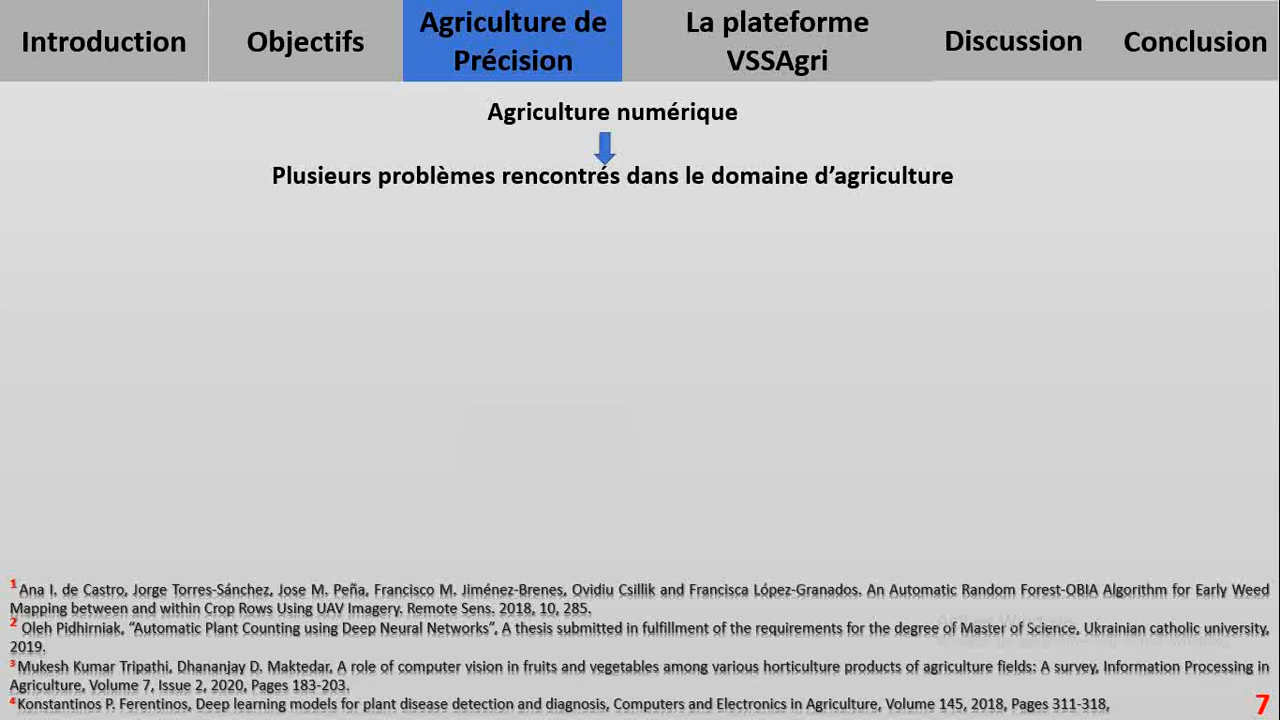 Introduction
Objectifs
Agriculture de
Précision
La plateforme
VSSAgri
Discussion
Conclusion
Agriculture numérique
Plusieurs problèmes rencontrés dans le domaine d’agriculture
1 Ana I. de Castro, Jorge Torres-Sánchez, Jose M. Peña, Francisco M. Jiménez-Brenes, Ovidiu Csillik and Francisca López-Granados. An Automatic Random Forest-OBIA Algorithm for Early Weed
Mapping between and within Crop Rows Using UAV Imagery. Remote Sens. 2018, 10, 285.
2 Oleh Pidhirniak, “Automatic Plant Counting using Deep Neural Networks”, A thesis submitted in fulfillment of the requirements for the degree of Master of Science, Ukrainian catholic university,
2019.
3 Mukesh Kumar Tripathi, Dhananjay D. Maktedar, A role of computer vision in fruits and vegetables among various horticulture products of agriculture fields: A survey, Information Processing in
Agriculture, Volume 7, Issue 2, 2020, Pages 183-203.
4 Konstantinos P. Ferentinos, Deep learning models for plant disease detection and diagnosis, Computers and Electronics in Agriculture, Volume 145, 2018, Pages 311-318,
7